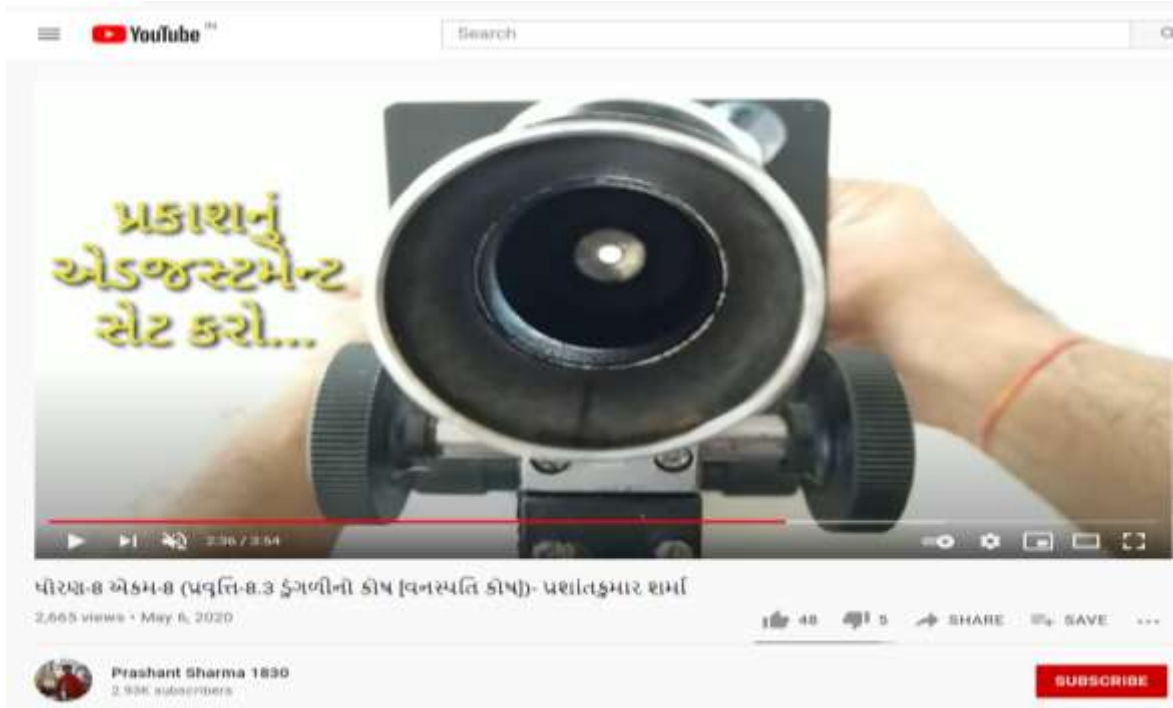 YouTube IN
Search
પ્રકાશનું
એડજસ્ટમેન્ટ
સેટ કરો...
2:36 / 3:54
ધોરણ-8 એકમ-8 (પ્રવૃત્તિ-8.3 ડુંગળીનો કોષ [વનસ્પતિ કોષ])- પ્રશાંતકુમાર શર્મા
2,665 views • May 6, 2020
48
5
SHARE
SAVE
Prashant Sharma 1830
2.93K subscribers
SUBSCRIBE